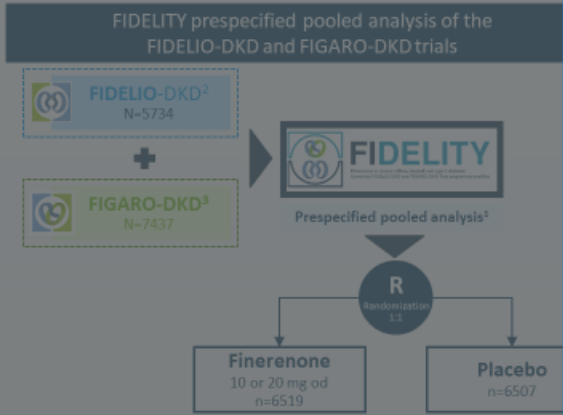 FIDELITY prespecified pooled analysis of the
FIDELIO-DKD and FIGARO-DKD trials
FIDELIO-DKD²
N=5734
FIGARO-DKD³
N=7437
FIDELITY
Prespecified pooled analysis¹
R
Randomization
1:1
Finerenone
10 or 20 mg od
n=6519
Placebo
n=6507